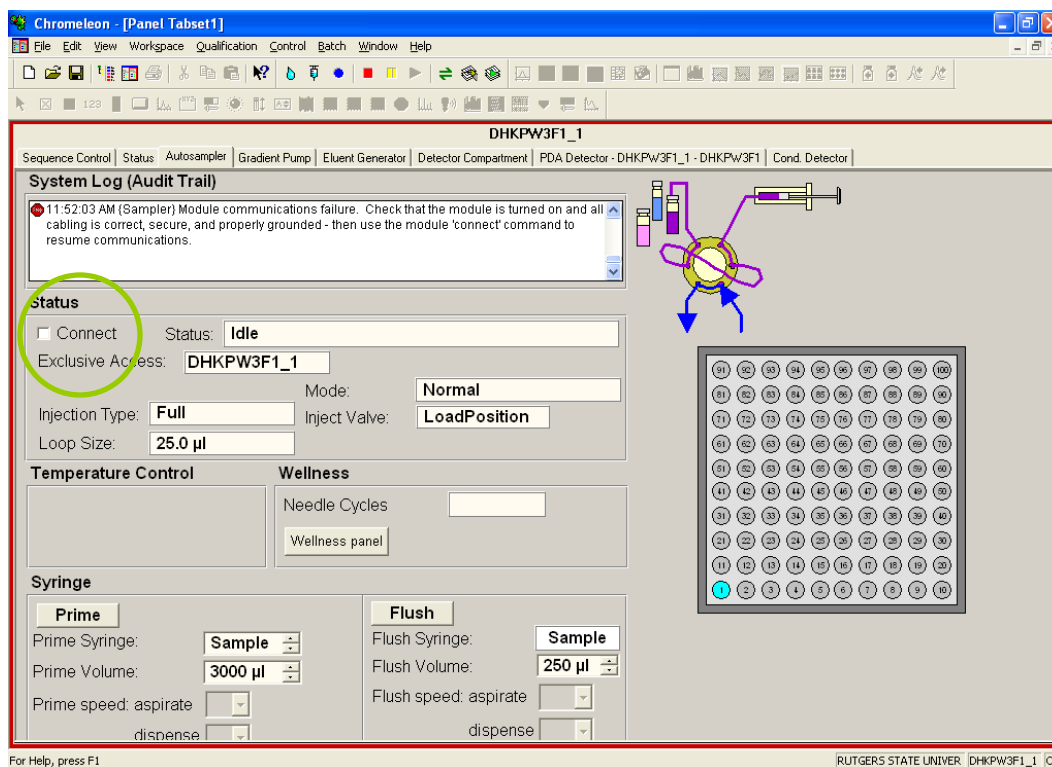 Chromeleon - [Panel Tabset1]
File Edit View Workspace Qualification Control Batch Window Help
123
DHKPW3F1_1
Sequence Control Status Autosampler Gradient Pump Eluent Generator Detector Compartment PDA Detector - DHKPW3F1_1 - DHKPW3F1 Cond. Detector
System Log (Audit Trail)
11:52:03 AM {Sampler} Module communications failure. Check that the module is turned on and all
cabling is correct, secure, and properly grounded - then use the module 'connect' command to
resume communications.
Status
Connect Status: Idle
Exclusive Access: DHKPW3F1_1
Mode: Normal
Injection Type: Full Inject Valve: LoadPosition
Loop Size: 25.0 µl
Temperature Control Wellness
Needle Cycles
Wellness panel
Syringe
Prime Flush
Prime Syringe: Sample Flush Syringe: Sample
Prime Volume: 3000 µl Flush Volume: 250 µl
Prime speed: aspirate Flush speed: aspirate
dispense dispense
91 92 93 94 95 96 97 98 99 100
81 82 83 84 85 86 87 88 89 90
71 72 73 74 75 76 77 78 79 80
61 62 63 64 65 66 67 68 69 70
51 52 53 54 55 56 57 58 59 60
41 42 43 44 45 46 47 48 49 50
31 32 33 34 35 36 37 38 39 40
21 22 23 24 25 26 27 28 29 30
11 12 13 14 15 16 17 18 19 20
1 2 3 4 5 6 7 8 9 10
For Help, press F1 RUTGERS STATE UNIVER DHKPW3F1_1